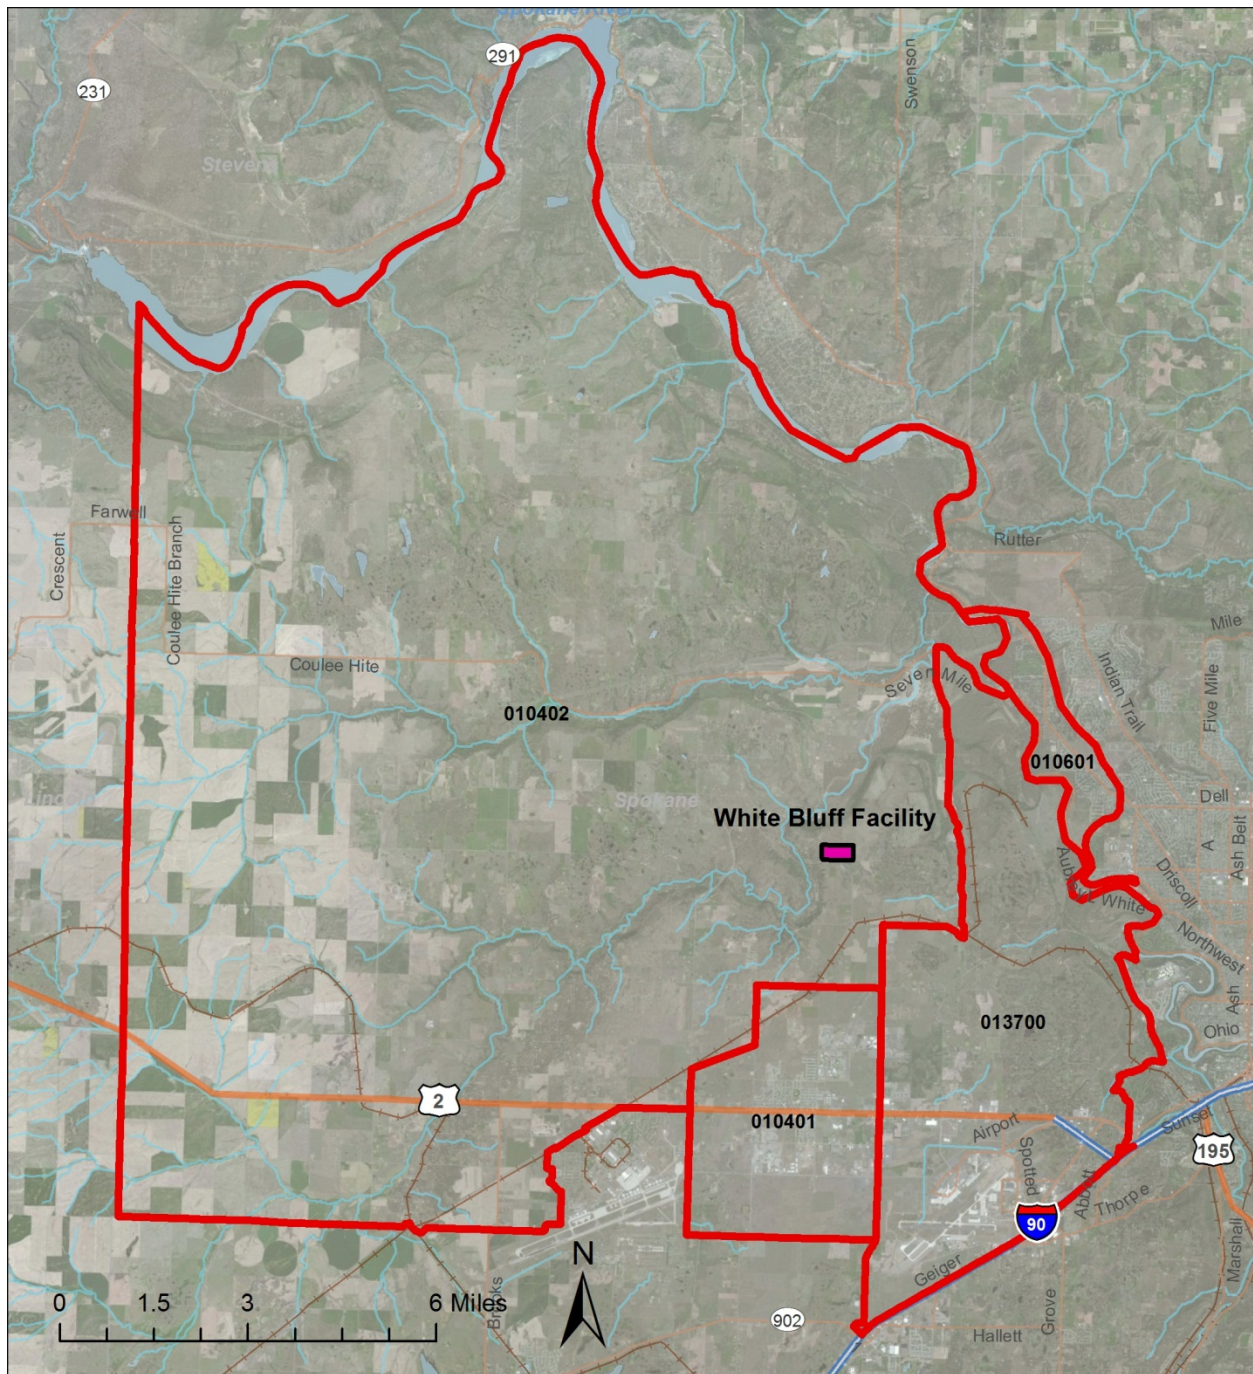 Spokane River
291
231
Swenson
Stevens
Farwell
Crescent
Coulee Hite Branch
Rutter
Mile
Coulee Hite
Seven Mile
Indian Trail
Five Mile
010402
010601
Spokane
Dell
White Bluff Facility
A
Ash Belt
Driscoll
Northwest
013700
Ash
Ohio
2
010401
Airport
Sunset
Spotted
195
Abbott
Thorpe
90
Geiger
Marshall
N
0 1.5 3 6 Miles
Brooks
902
Grove
Hallett